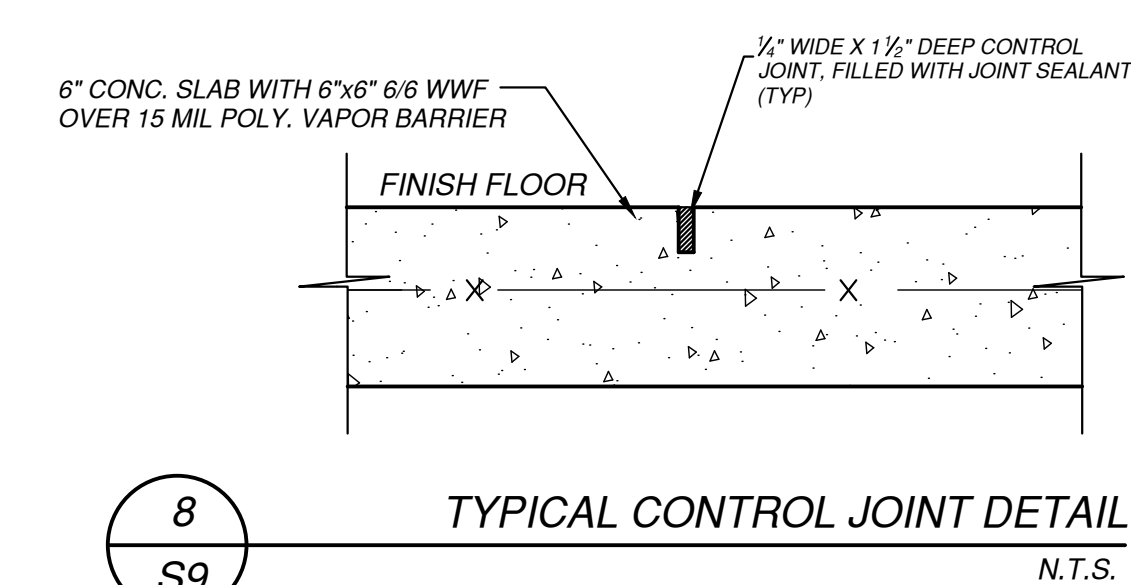 ¼" WIDE X 1½" DEEP CONTROL
JOINT, FILLED WITH JOINT SEALANT
(TYP)
6" CONC. SLAB WITH 6"x6" 6/6 WWF
OVER 15 MIL POLY. VAPOR BARRIER
FINISH FLOOR
8
S9
TYPICAL CONTROL JOINT DETAIL
N.T.S.